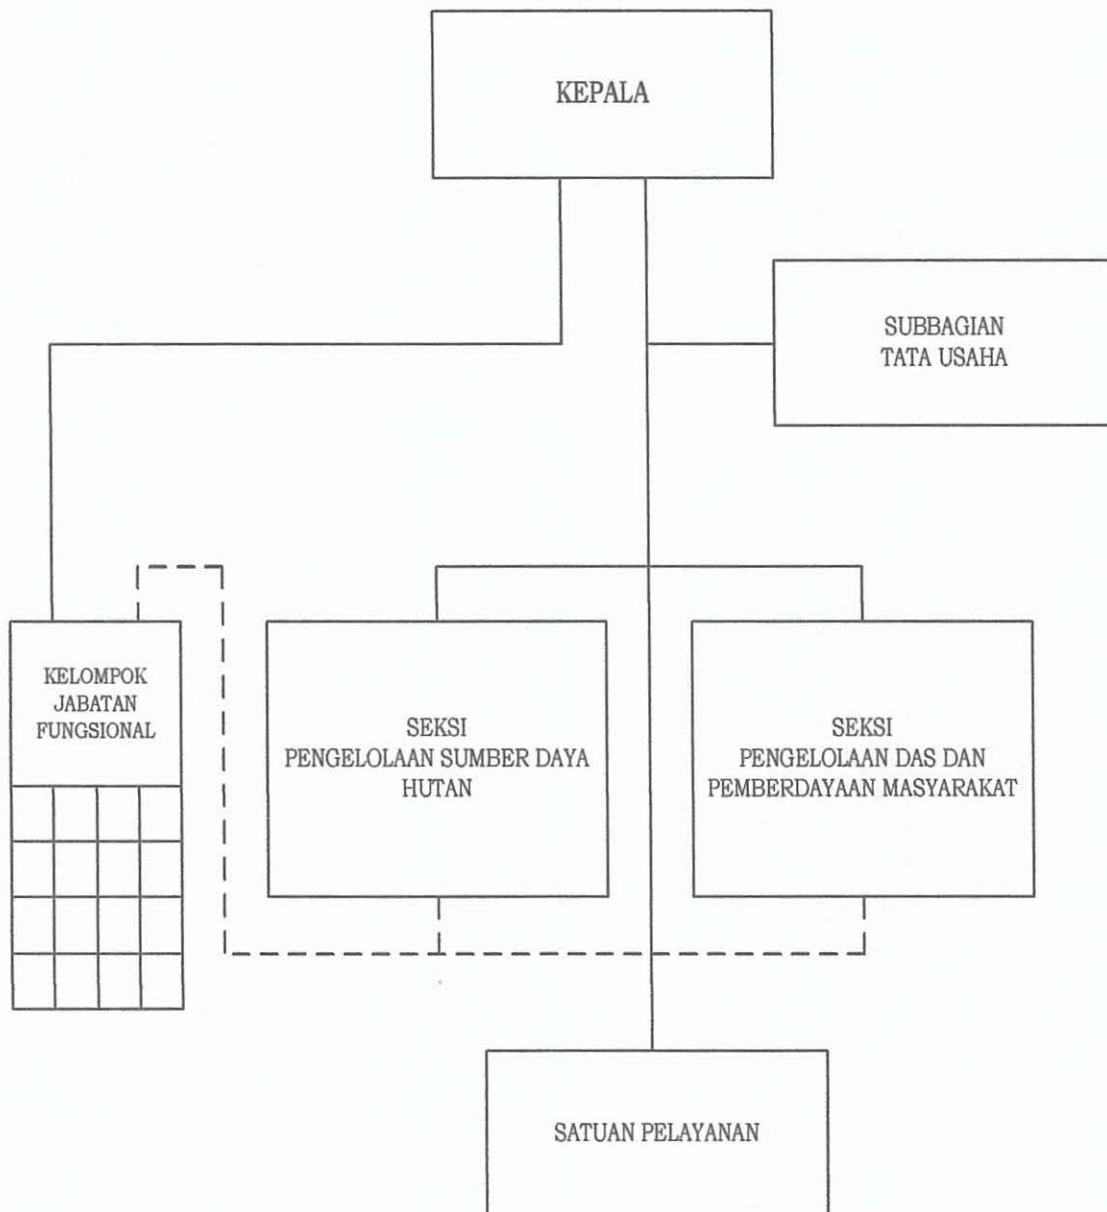 KEPALA
SUBBAGIAN
TATA USAHA
KELOMPOK
JABATAN
FUNGSIONAL
SEKSI
PENGELOLAAN SUMBER DAYA
HUTAN
SEKSI
PENGELOLAAN DAS DAN
PEMBERDAYAAN MASYARAKAT
SATUAN PELAYANAN